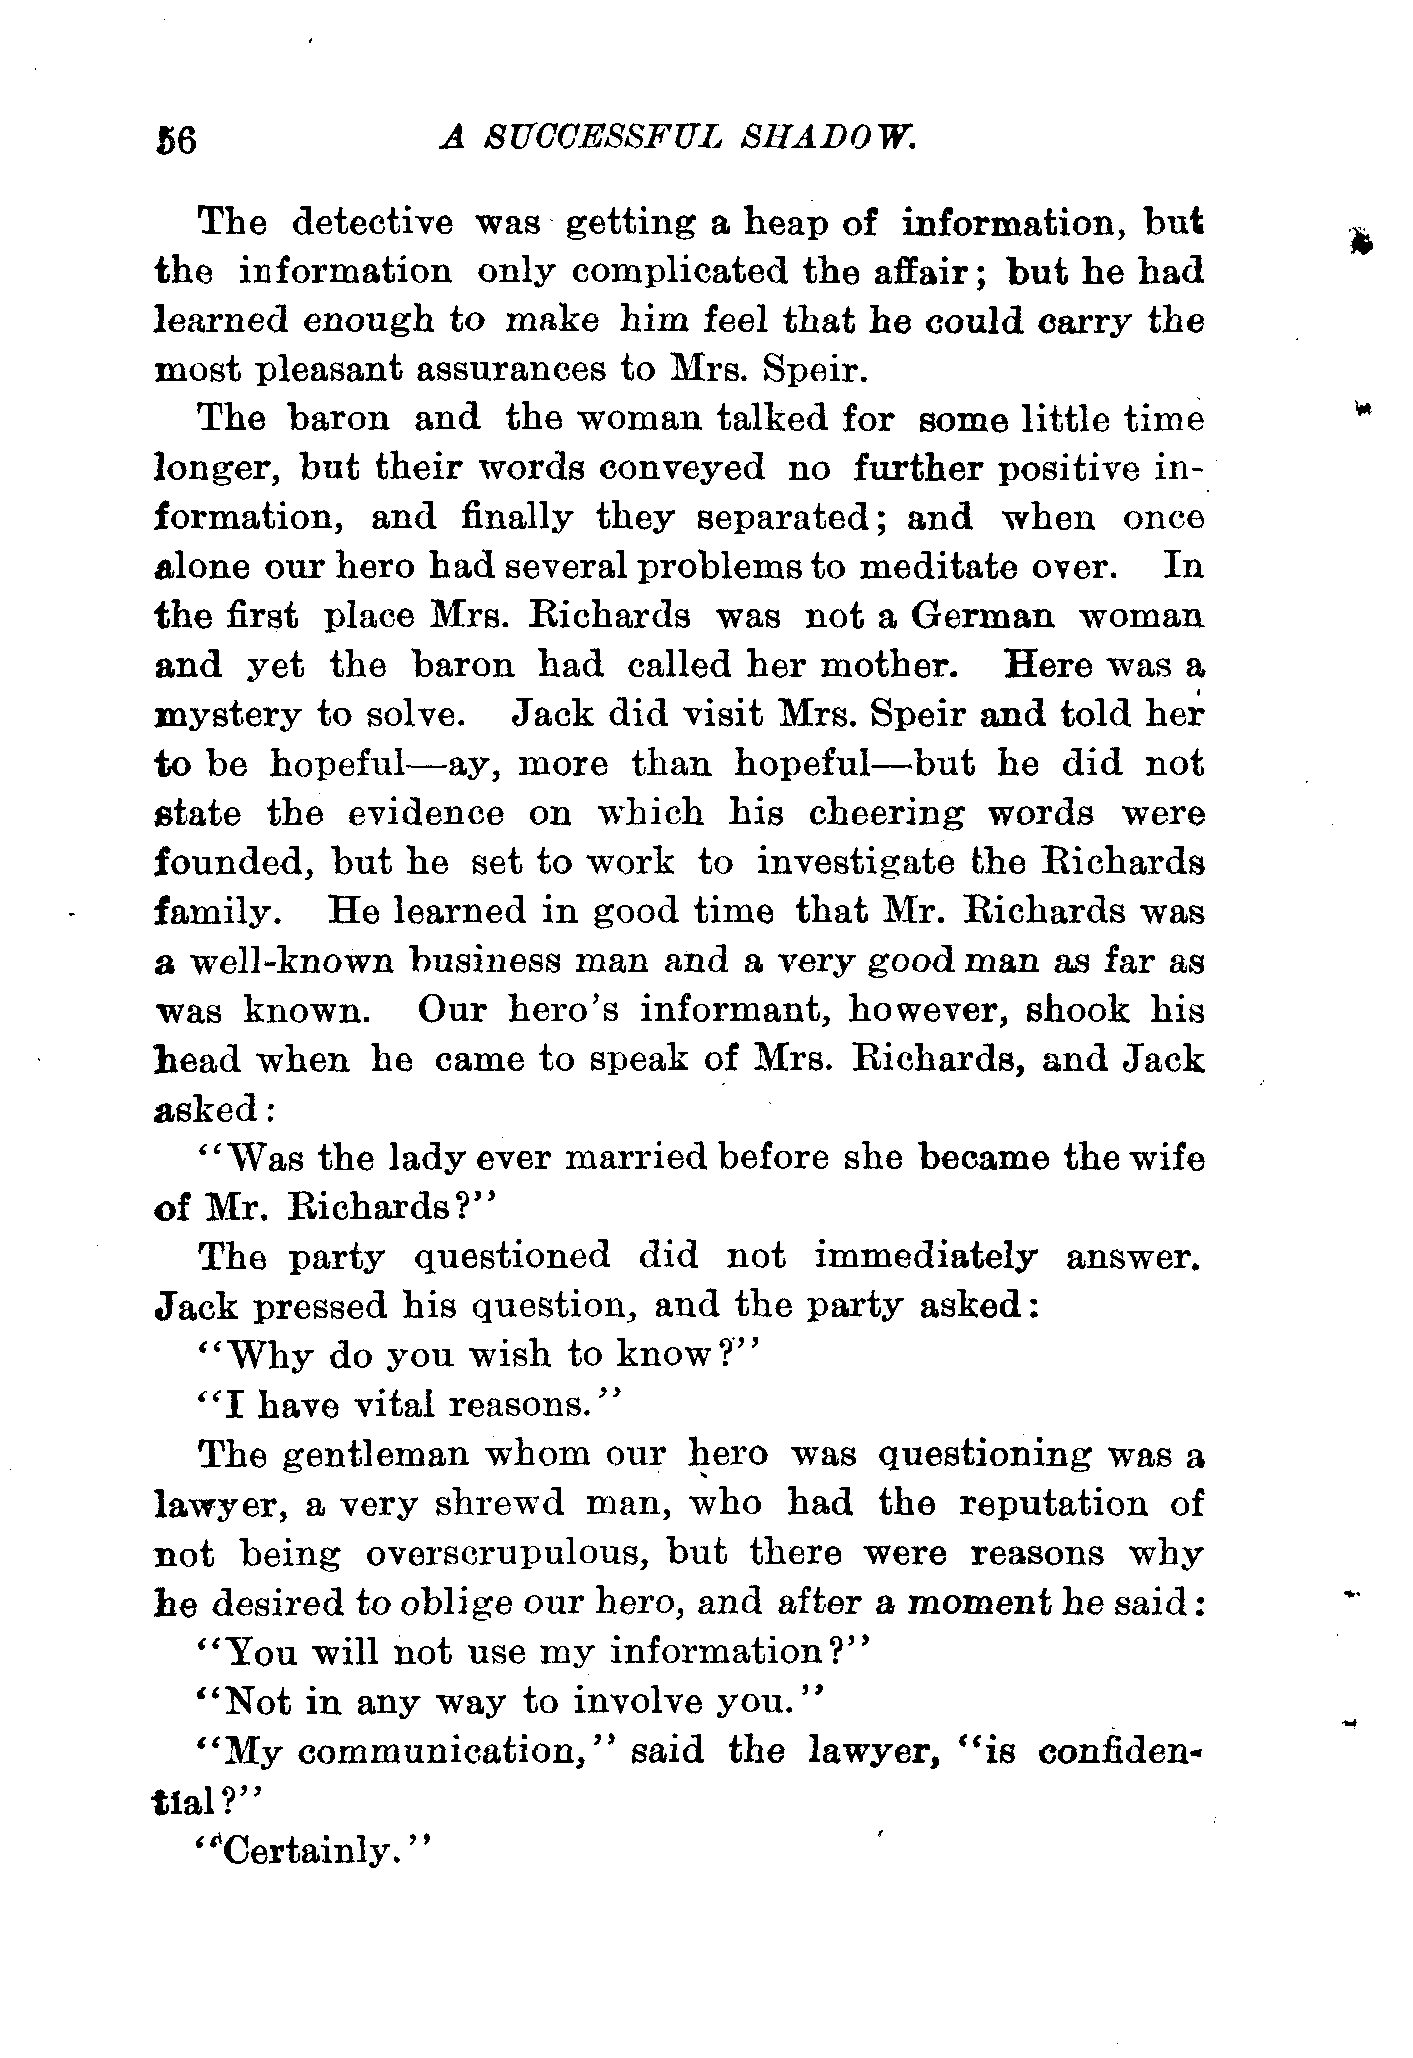 56 A SUCCESSFUL SHADOW.
The detective was getting a heap of information, but
the information only complicated the affair; but he had
learned enough to make him feel that he could carry the
most pleasant assurances to Mrs. Speir.
The baron and the woman talked for some little time
longer, but their words conveyed no further positive in-
formation, and finally they separated; and when once
alone our hero had several problems to meditate over. In
the first place Mrs. Richards was not a German woman
and yet the baron had called her mother. Here was a
mystery to solve. Jack did visit Mrs. Speir and told her
to be hopeful—ay, more than hopeful—but he did not
state the evidence on which his cheering words were
founded, but he set to work to investigate the Richards
family. He learned in good time that Mr. Richards was
a well-known business man and a very good man as far as
was known. Our hero's informant, however, shook his
head when he came to speak of Mrs. Richards, and Jack
asked:
"Was the lady ever married before she became the wife
of Mr. Richards?"
The party questioned did not immediately answer.
Jack pressed his question, and the party asked:
"Why do you wish to know?"
"I have vital reasons."
The gentleman whom our hero was questioning was a
lawyer, a very shrewd man, who had the reputation of
not being overscrupulous, but there were reasons why
he desired to oblige our hero, and after a moment he said:
"You will not use my information?"
"Not in any way to involve you."
"My communication," said the lawyer, "is confiden-
tial?"
"Certainly."